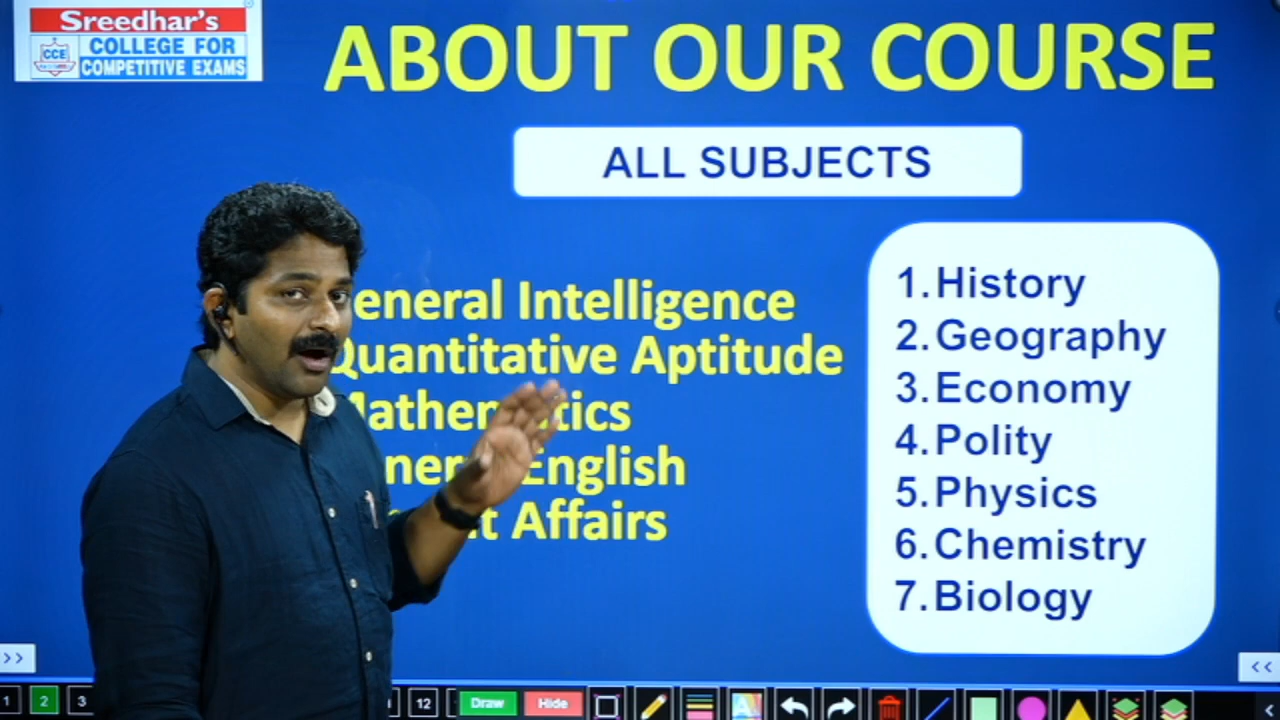 Sreedhar's
CCE
COLLEGE FOR
COMPETITIVE EXAMS
ABOUT OUR COURSE
ALL SUBJECTS
Intelligence
Quantitative Aptitude
English
Affairs
1. History
2. Geography
3. Economy
4. Polity
5. Physics
6. Chemistry
7. Biology
>>
<<
1 2 3 12 Draw Hide
<